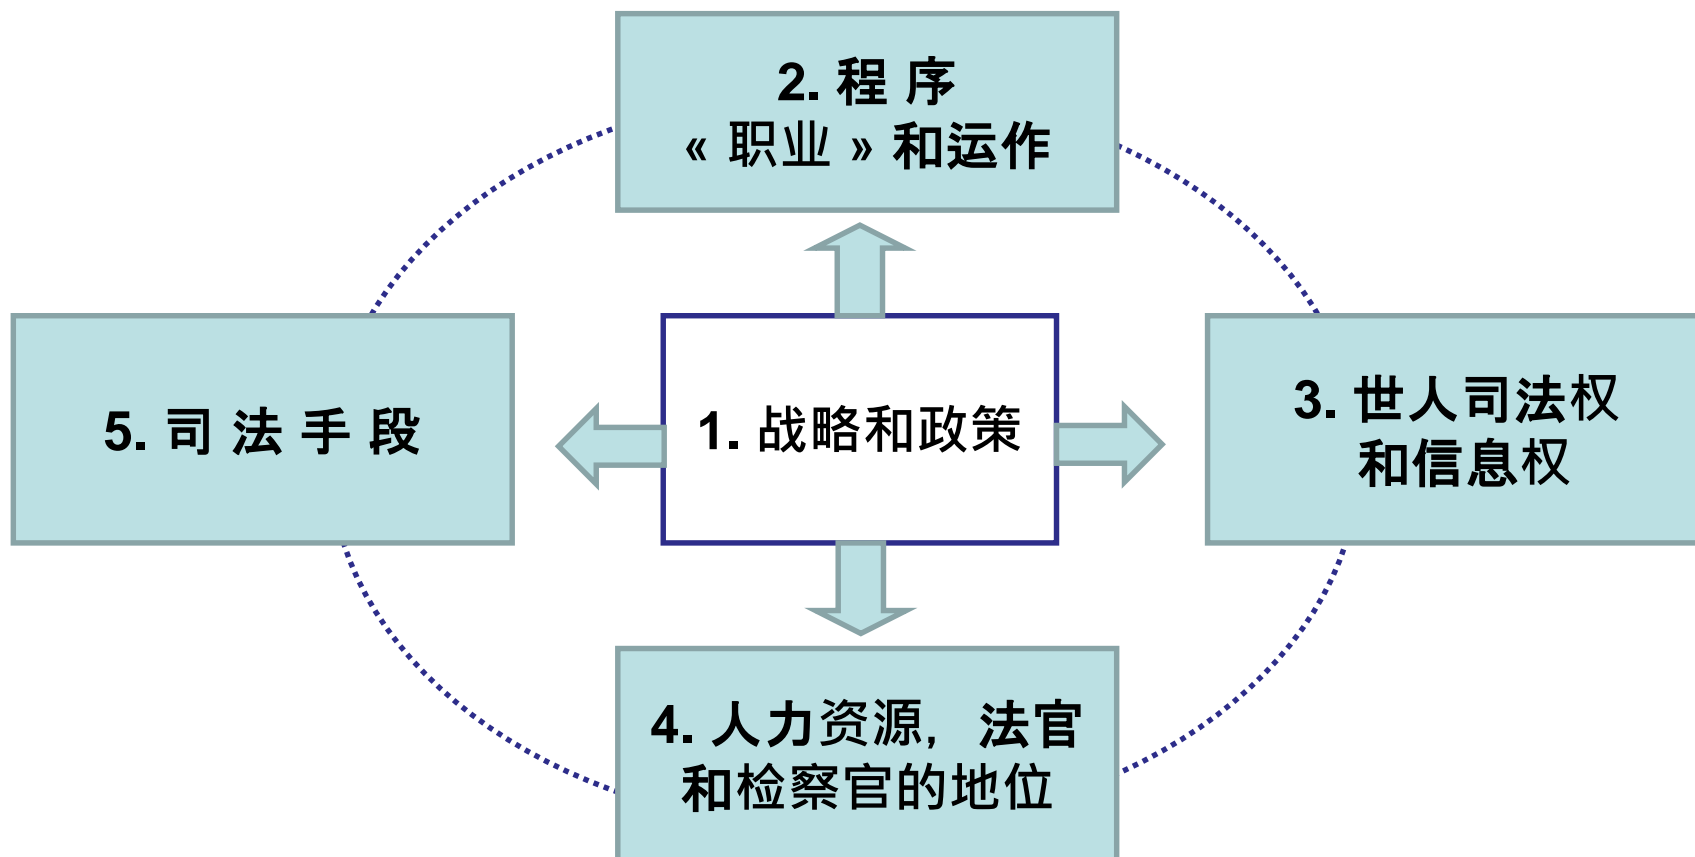 2. 程 序
« 职业 » 和运作
5. 司 法 手 段
1. 战略和政策
3. 世人司法权
和信息权
4. 人力资源, 法官
和检察官的地位